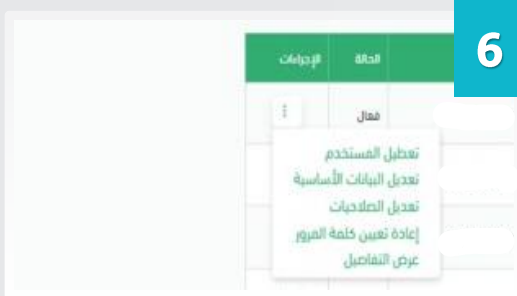 6
الحالة الإجراءات
فعال
تعطيل المستخدم
تعديل البيانات الأساسية
تعديل الصلاحيات
إعادة تعيين كلمة المرور
عرض التفاصيل